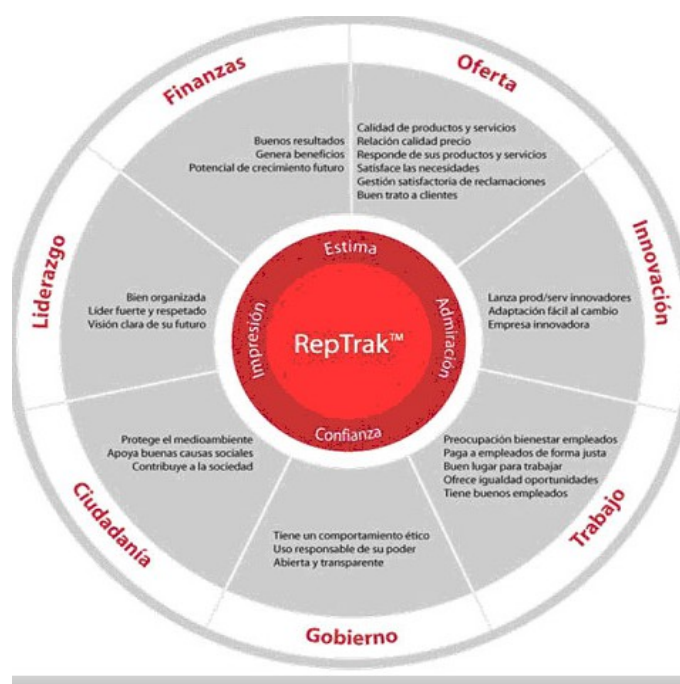 Finanzas
Buenos resultados
Genera beneficios
Potencial de crecimiento futuro
Oferta
Calidad de productos y servicios
Relación calidad precio
Responde de sus productos y servicios
Satisface las necesidades
Gestión satisfactoria de reclamaciones
Buen trato a clientes
Innovación
Lanza prod/serv innovadores
Adaptación fácil al cambio
Empresa innovadora
Trabajo
Preocupación bienestar empleados
Paga a empleados de forma justa
Buen lugar para trabajar
Ofrece igualdad oportunidades
Tiene buenos empleados
Gobierno
Tiene un comportamiento ético
Uso responsable de su poder
Abierta y transparente
Ciudadanía
Protege el medioambiente
Apoya buenas causas sociales
Contribuye a la sociedad
Liderazgo
Bien organizada
Líder fuerte y respetado
Visión clara de su futuro
Estima
Admiración
Confianza
Impresión
RepTrak™